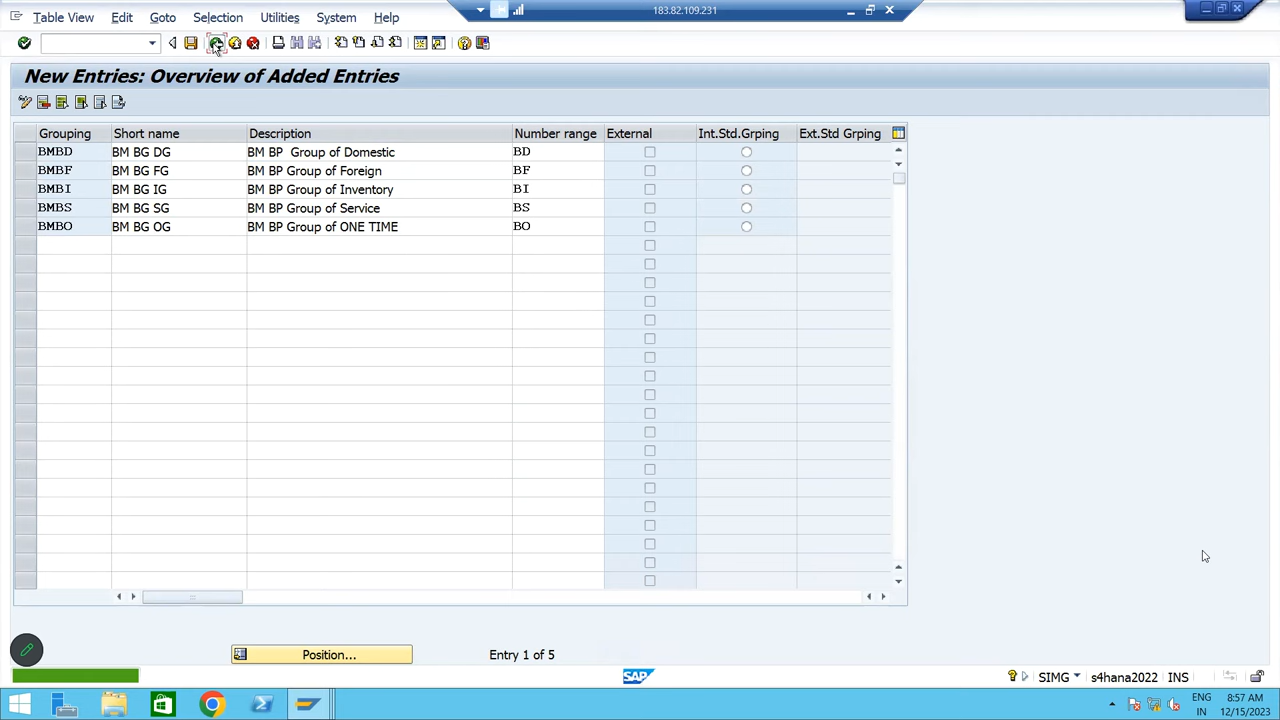 183.82.109.231
Table View Edit Goto Selection Utilities System Help
New Entries: Overview of Added Entries
Grouping Short name Description Number range External Int.Std.Grping Ext.Std Grping
BMBD BM BG DG BM BP Group of Domestic BD
BMBF BM BG FG BM BP Group of Foreign BF
BMBI BM BG IG BM BP Group of Inventory BI
BMBS BM BG SG BM BP Group of Service BS
BMBO BM BG OG BM BP Group of ONE TIME BO
Position... Entry 1 of 5
SAP SIMG s4hana2022 INS
ENG 8:57 AM
IN 12/15/2023